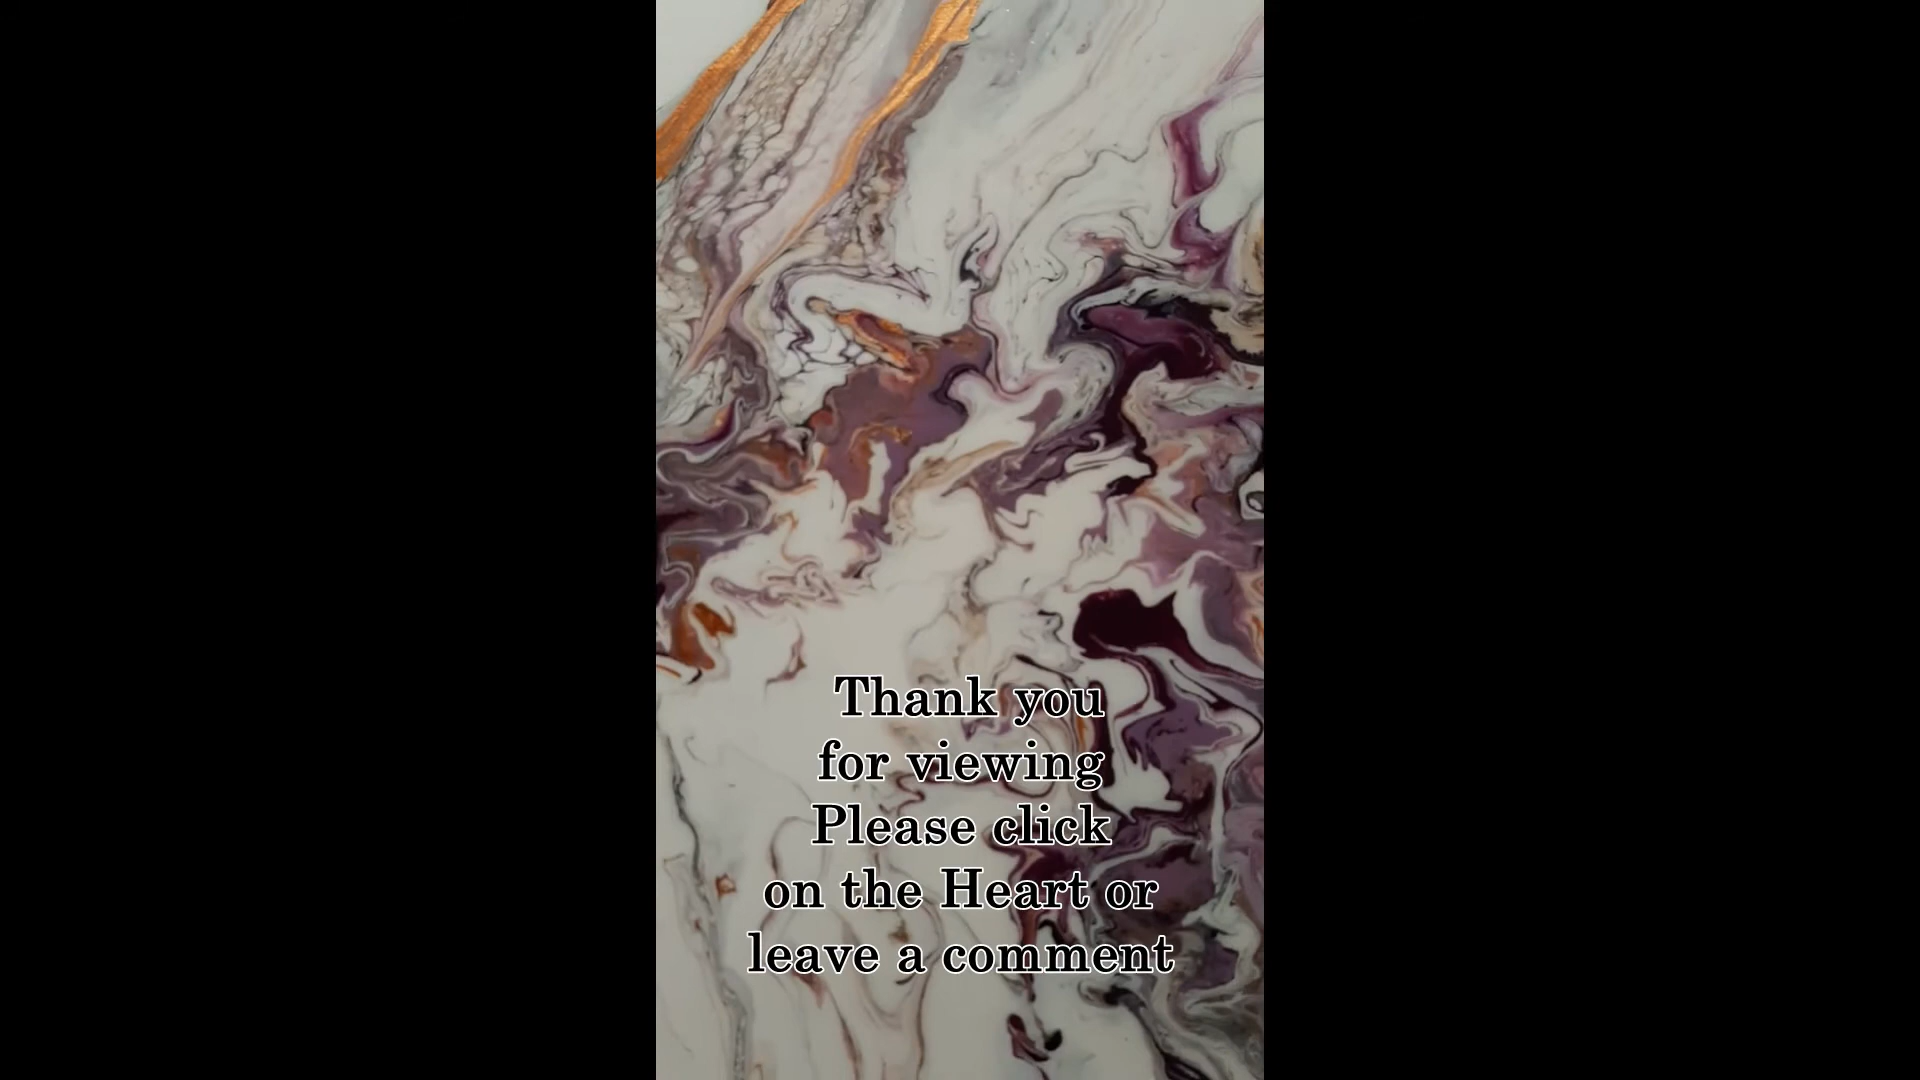 Thank you
for viewing
Please click
on the Heart or
leave a comment